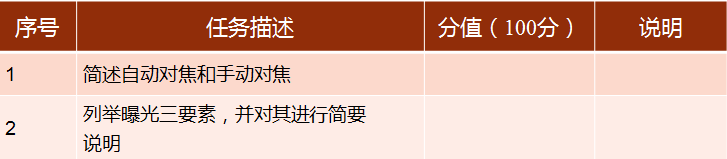 序号 任务描述 分值（100分） 说明
1 简述自动对焦和手动对焦
2 列举曝光三要素，并对其进行简要
说明